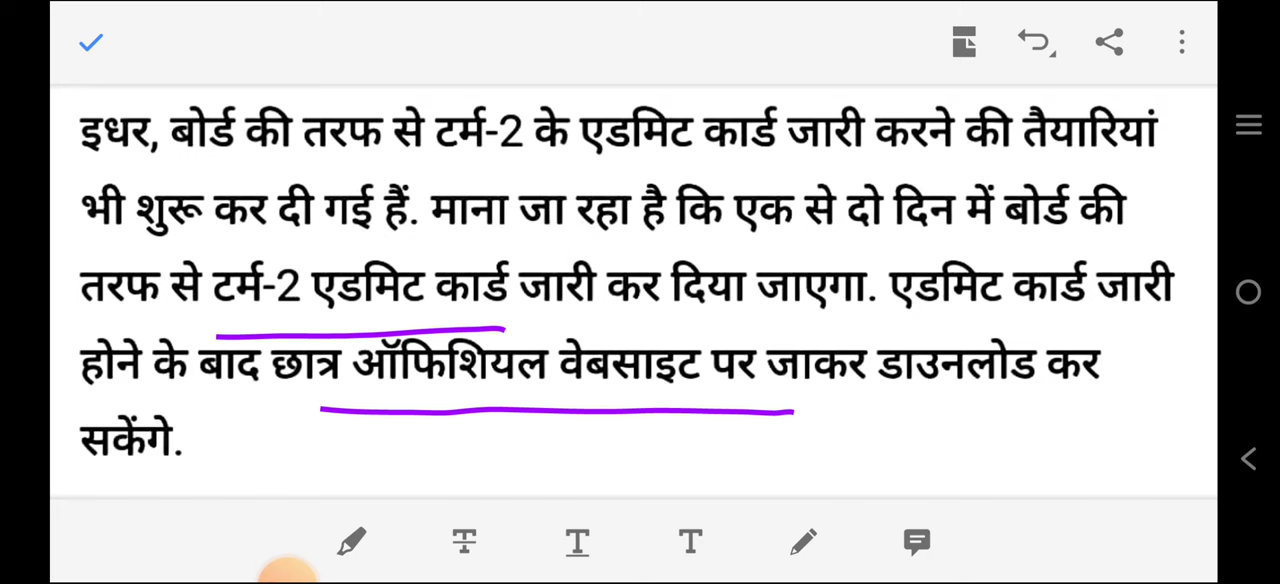 इधर, बोर्ड की तरफ से टर्म-2 के एडमिट कार्ड जारी करने की तैयारियां
भी शुरू कर दी गई हैं. माना जा रहा है कि एक से दो दिन में बोर्ड की
तरफ से टर्म-2 एडमिट कार्ड जारी कर दिया जाएगा. एडमिट कार्ड जारी
होने के बाद छात्र ऑफिशियल वेबसाइट पर जाकर डाउनलोड कर
सकेंगे.